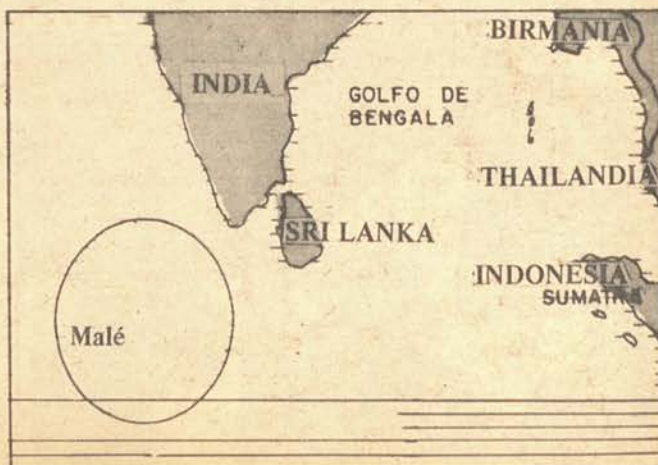 BIRMANIA
INDIA
GOLFO DE
BENGALA
THAILANDIA
SRI LANKA
INDONESIA
SUMATRA
Malé